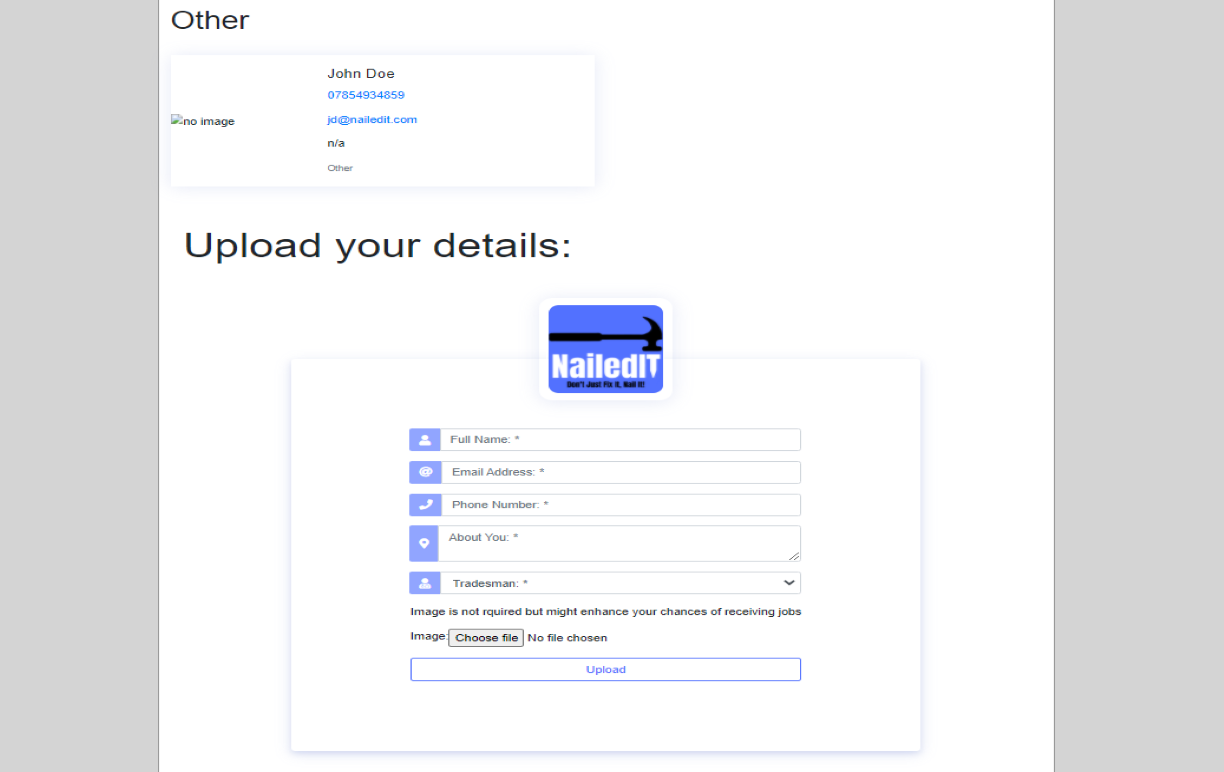 Other
John Doe
07854934859
no image
jd@nailedit.com
n/a
Other
Upload your details:
NailedIT
Don't Just Fix It, Nail It!
Full Name: *
Email Address: *
Phone Number: *
About You: *
Tradesman: *
Image is not rquired but might enhance your chances of receiving jobs
Image: Choose file No file chosen
Upload